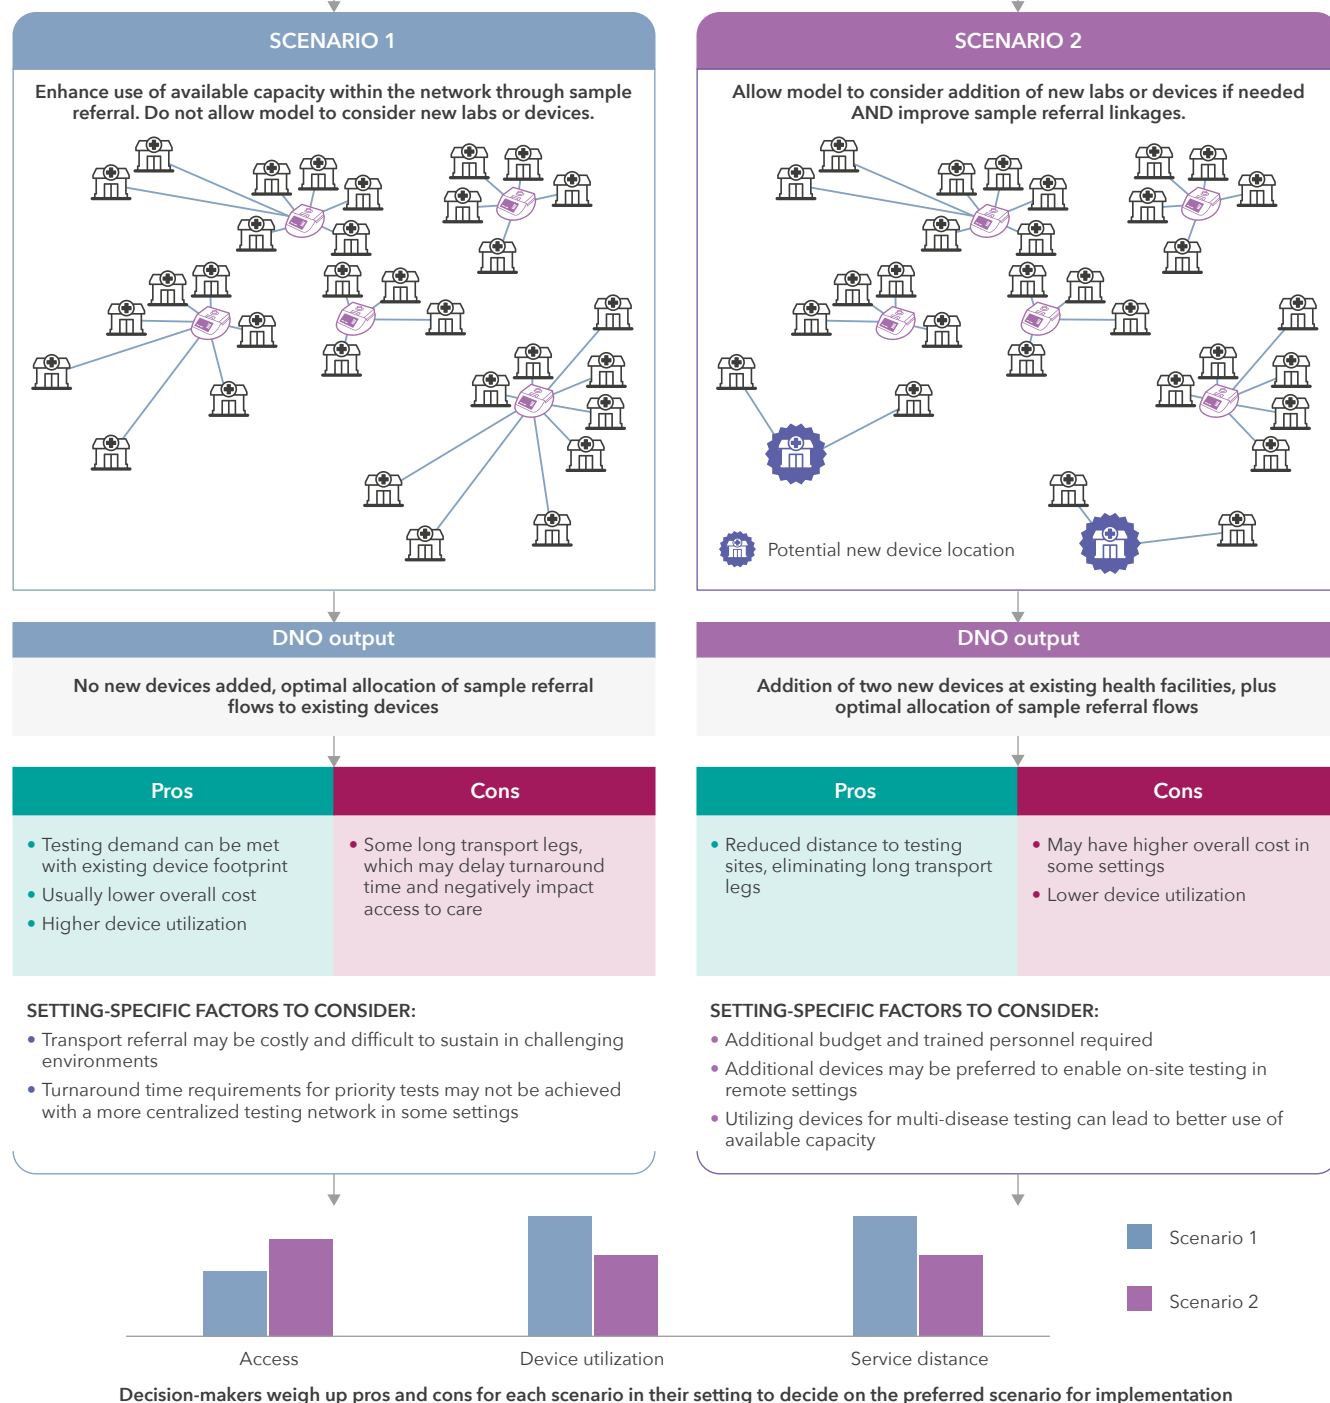 SCENARIO 1
Enhance use of available capacity within the network through sample
referral. Do not allow model to consider new labs or devices.
SCENARIO 2
Allow model to consider addition of new labs or devices if needed
AND improve sample referral linkages.
Potential new device location
DNO output
No new devices added, optimal allocation of sample referral
flows to existing devices
DNO output
Addition of two new devices at existing health facilities, plus
optimal allocation of sample referral flows
Pros
• Testing demand can be met
with existing device footprint
• Usually lower overall cost
• Higher device utilization
Cons
• Some long transport legs,
which may delay turnaround
time and negatively impact
access to care
Pros
• Reduced distance to testing
sites, eliminating long transport
legs
Cons
• May have higher overall cost in
some settings
• Lower device utilization
SETTING-SPECIFIC FACTORS TO CONSIDER:
• Transport referral may be costly and difficult to sustain in challenging
environments
• Turnaround time requirements for priority tests may not be achieved
with a more centralized testing network in some settings
SETTING-SPECIFIC FACTORS TO CONSIDER:
• Additional budget and trained personnel required
• Additional devices may be preferred to enable on-site testing in
remote settings
• Utilizing devices for multi-disease testing can lead to better use of
available capacity
Scenario 1
Scenario 2
Access
Device utilization
Service distance
Decision-makers weigh up pros and cons for each scenario in their setting to decide on the preferred scenario for implementation